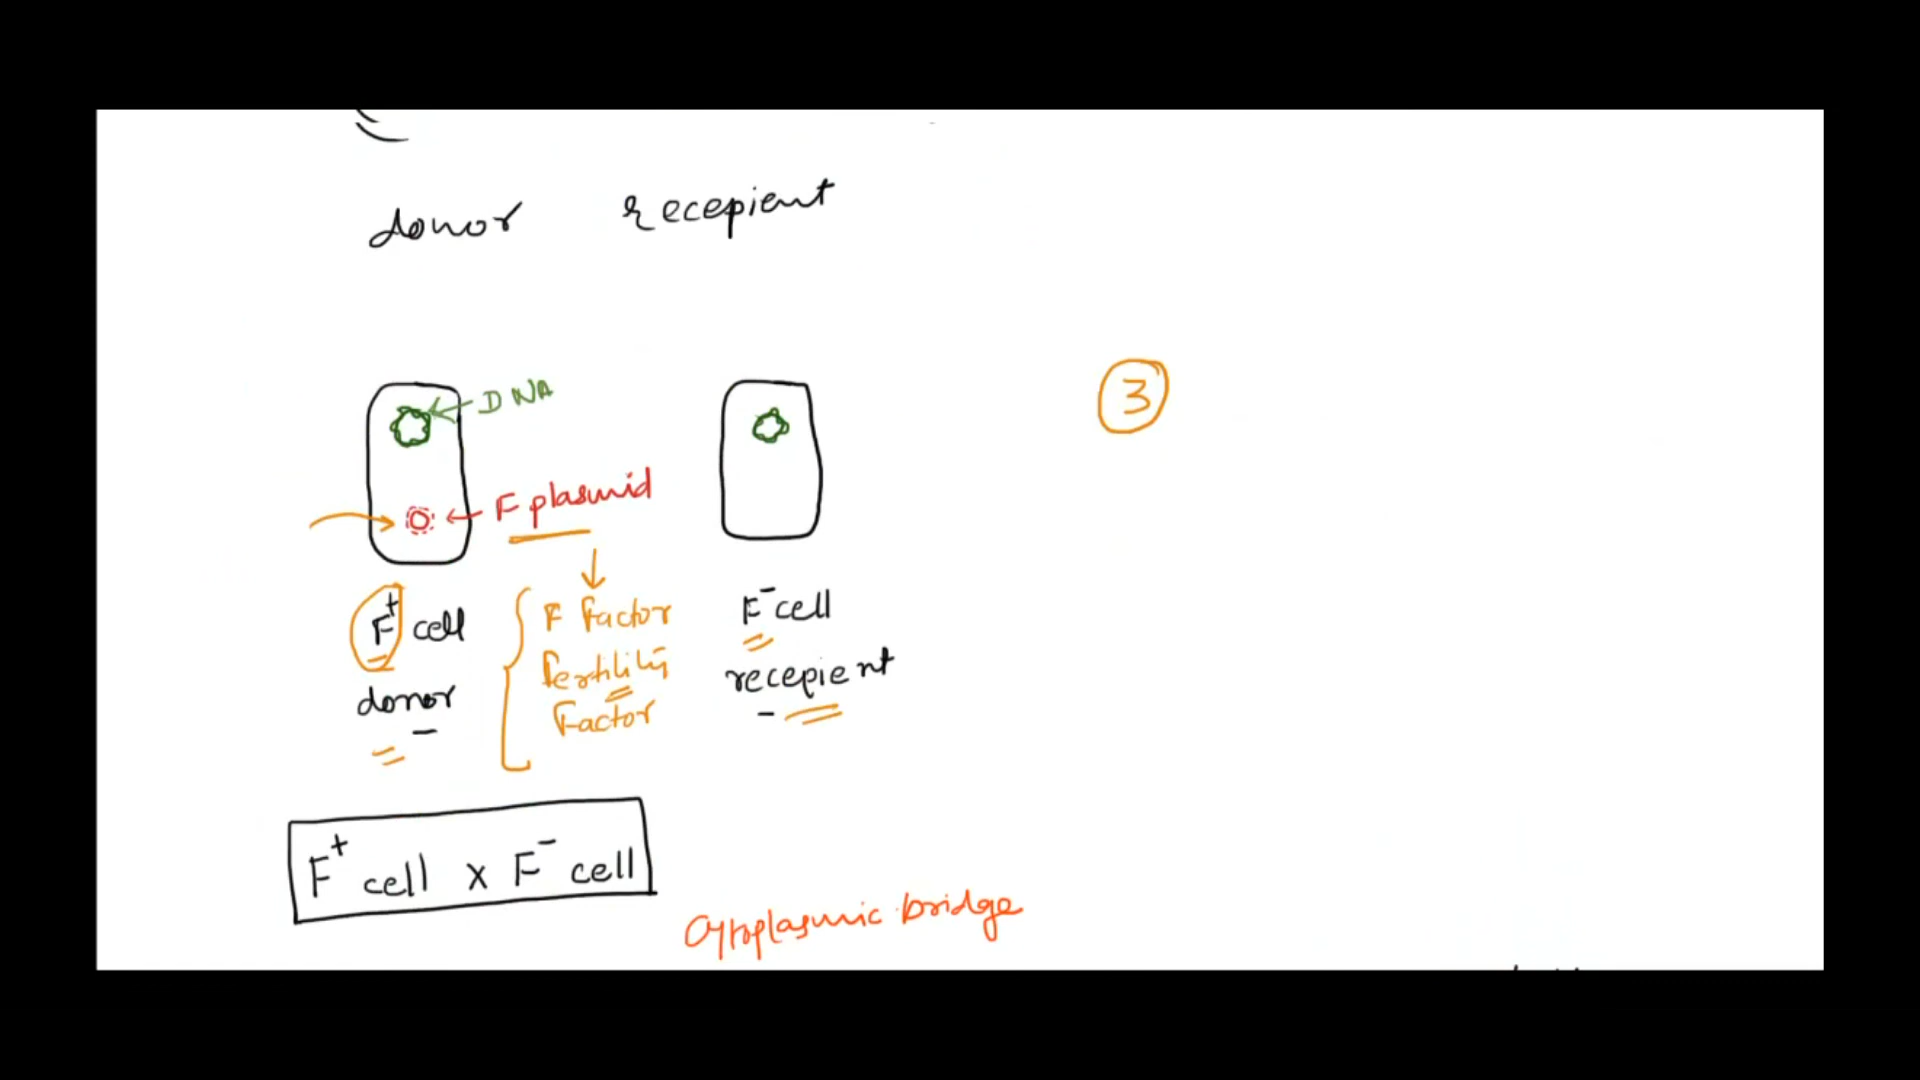 donor recepient
DNA
3
F plasmid
F⁺ cell
donor
F Factor
Fertility
Factor
F⁻ cell
recepient
F⁺ cell x F⁻ cell
Cytoplasmic bridge